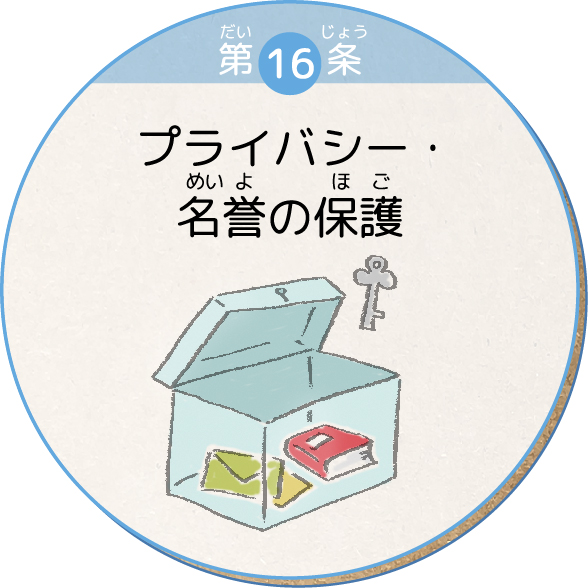 だい じょう
第16条
プライバシー・
めいよ ほご
名誉の保護